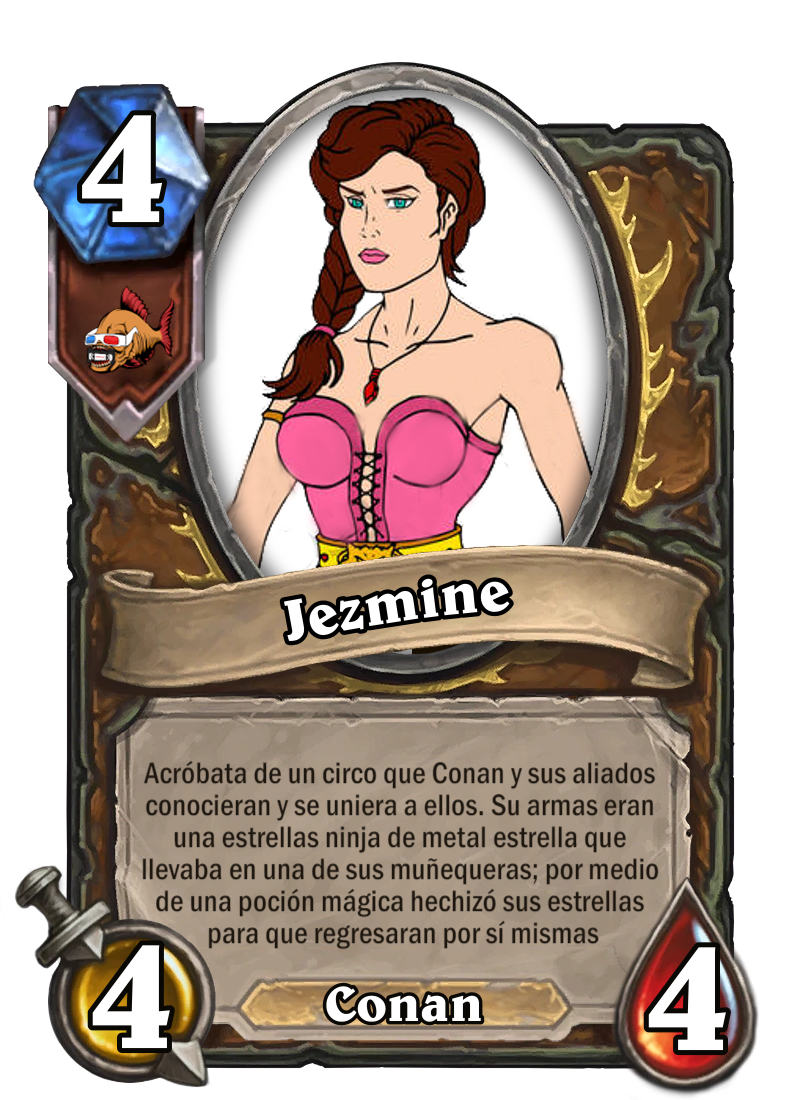 4
Jezmine
Acróbata de un circo que Conan y sus aliados
conocieran y se uniera a ellos. Su armas eran
una estrellas ninja de metal estrella que
llevaba en una de sus muñequeras; por medio
de una poción mágica hechizó sus estrellas
para que regresaran por sí mismas
4
Conan
4